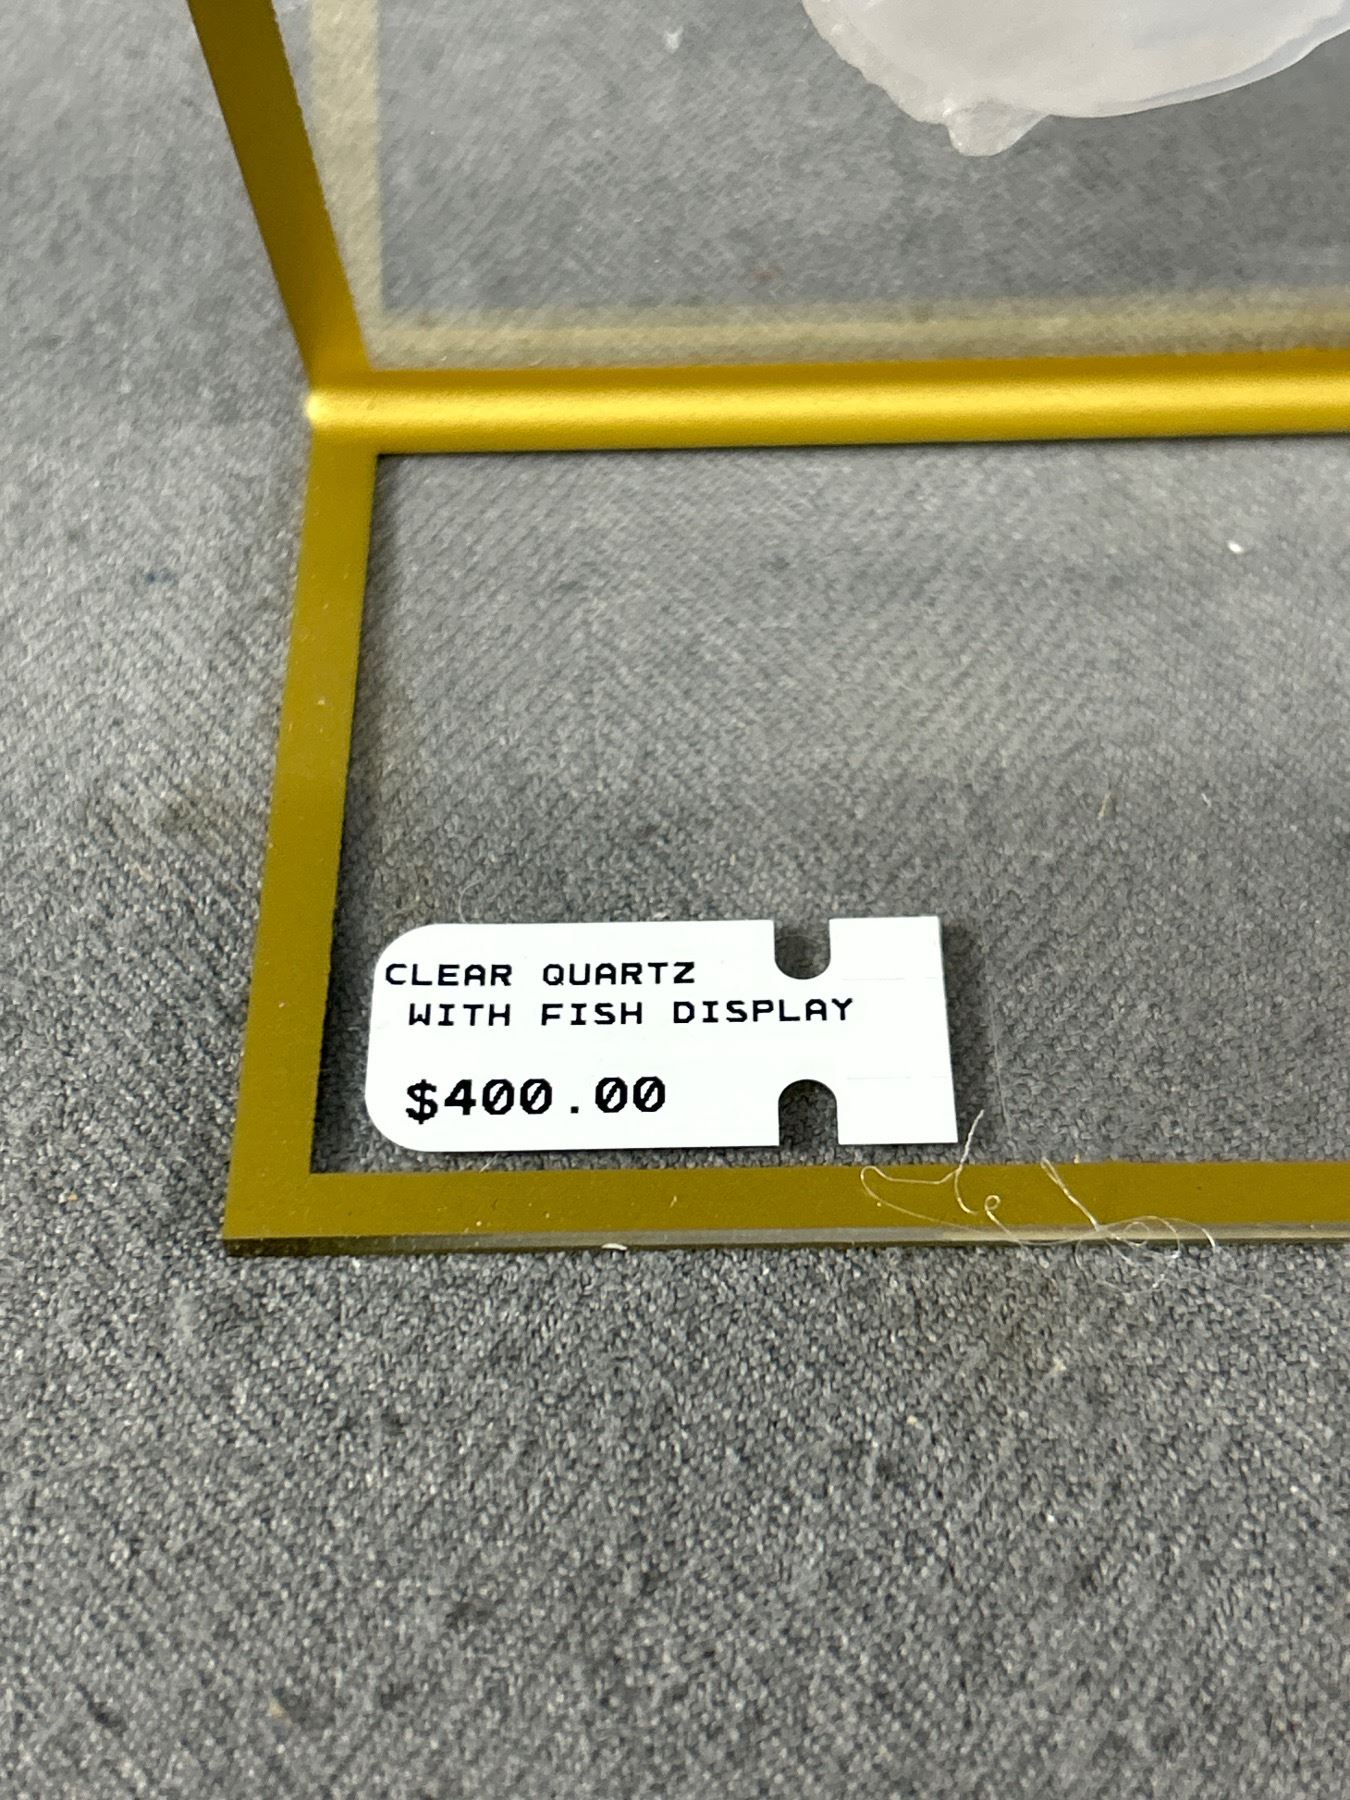 CLEAR QUARTZ
WITH FISH DISPLAY
$400.00